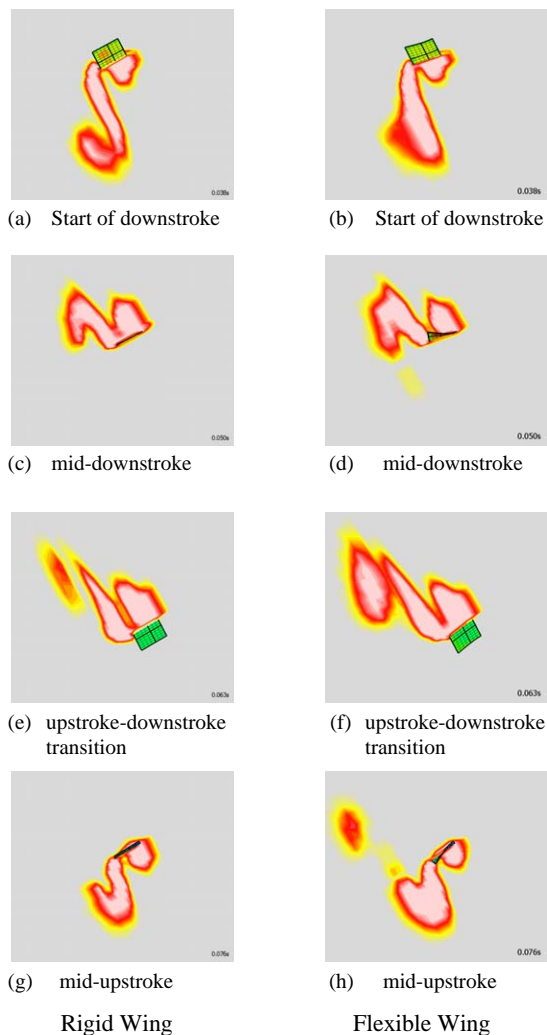 0.038s
0.038s
(a) Start of downstroke
(b) Start of downstroke
0.050s
0.050s
(c) mid-downstroke
(d) mid-downstroke
0.063s
0.063s
(e) upstroke-downstroke
transition
(f) upstroke-downstroke
transition
0.076s
0.076s
(g) mid-upstroke
(h) mid-upstroke
Rigid Wing
Flexible Wing